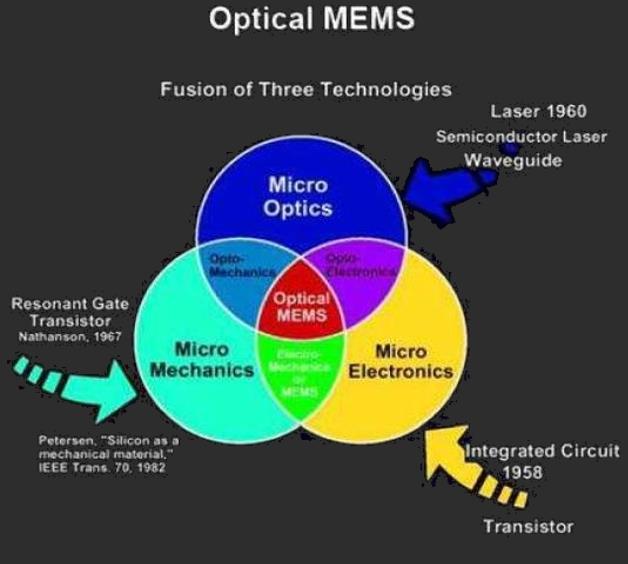 Optical MEMS
Fusion of Three Technologies
Laser 1960
Semiconductor Laser
Waveguide
Micro
Optics
Opto-
Mechanics
Opto-
Electronics
Optical
MEMS
Resonant Gate
Transistor
Nathanson, 1967
Micro
Mechanics
Electro-
Mechanics
or
MEMS
Micro
Electronics
Petersen, "Silicon as a
mechanical material,"
IEEE Trans. 70, 1982
Integrated Circuit
1958
Transistor